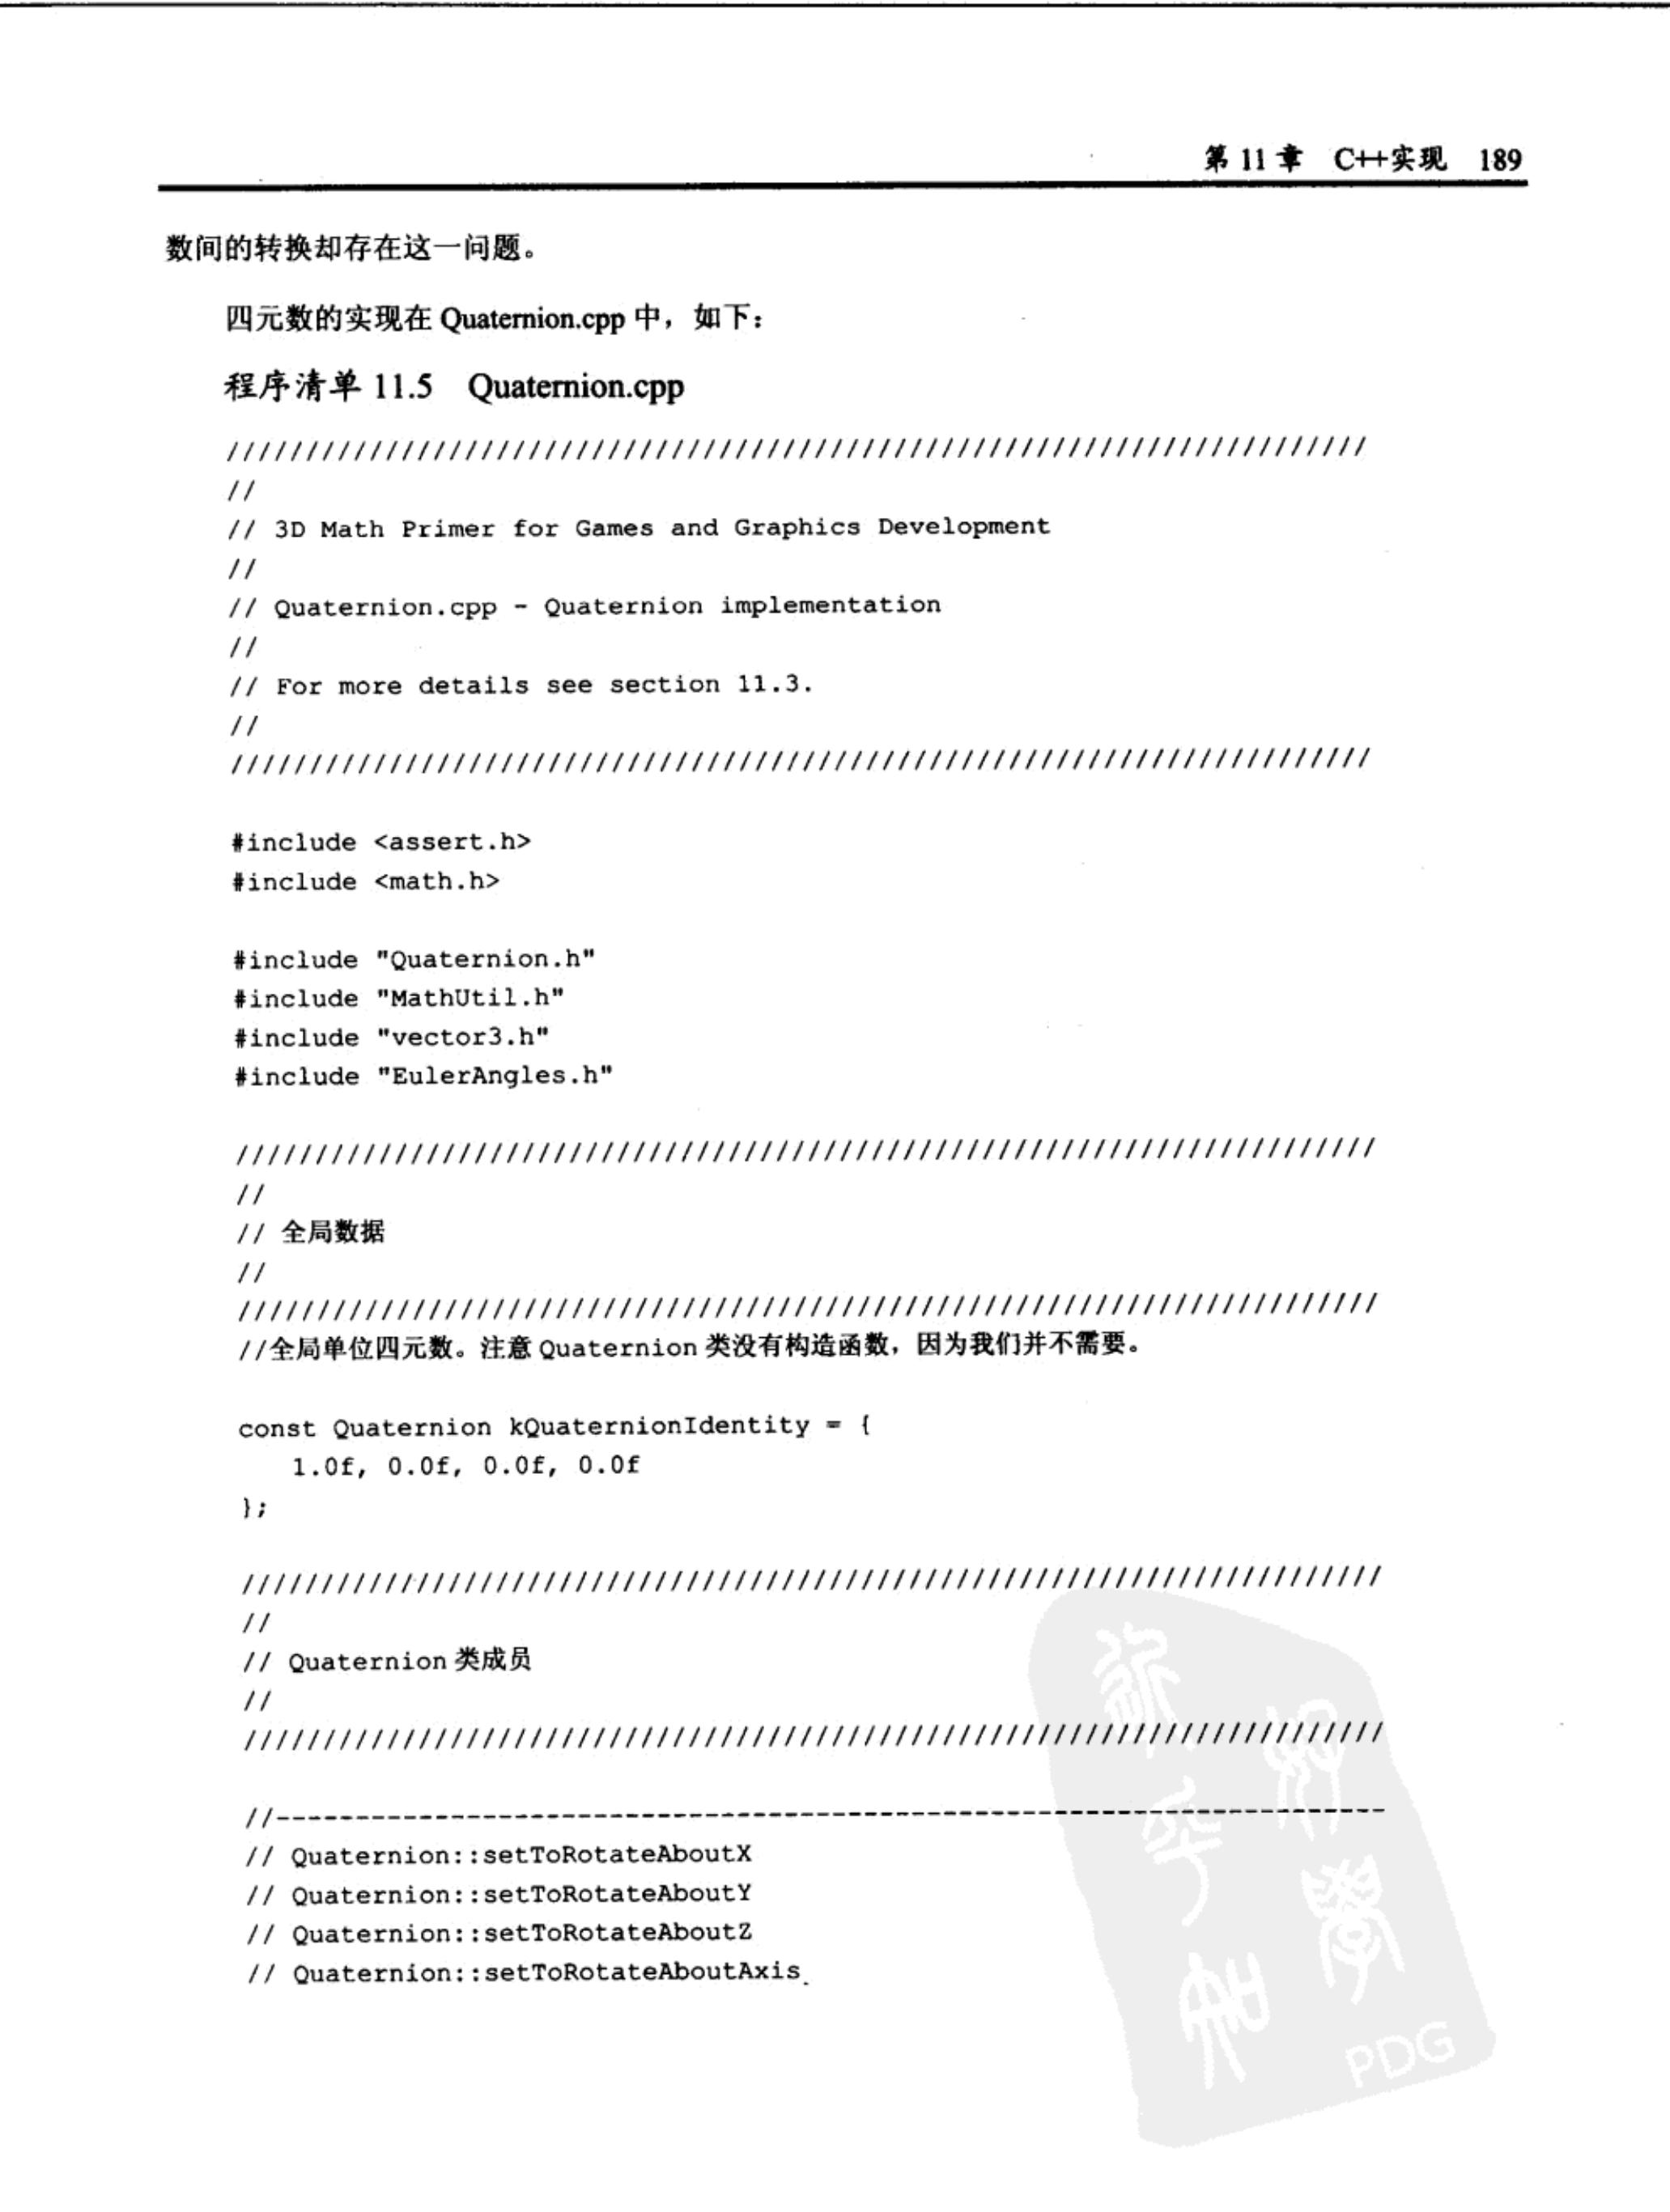 第 11 章 C++实现 189
数间的转换却存在这一问题。
四元数的实现在 Quaternion.cpp 中，如下：
程序清单 11.5 Quaternion.cpp
////////////////////////////////////////////////////////////////////////
//
// 3D Math Primer for Games and Graphics Development
//
// Quaternion.cpp - Quaternion implementation
//
// For more details see section 11.3.
//
////////////////////////////////////////////////////////////////////////
#include <assert.h>
#include <math.h>
#include "Quaternion.h"
#include "MathUtil.h"
#include "vector3.h"
#include "EulerAngles.h"
////////////////////////////////////////////////////////////////////////
//
// 全局数据
//
////////////////////////////////////////////////////////////////////////
//全局单位四元数。注意 Quaternion 类没有构造函数，因为我们并不需要。
const Quaternion kQuaternionIdentity = {
1.0f, 0.0f, 0.0f, 0.0f
};
////////////////////////////////////////////////////////////////////////
//
// Quaternion 类成员
//
////////////////////////////////////////////////////////////////////////
//----------------------------------------------------------------------
// Quaternion::setToRotateAboutX
// Quaternion::setToRotateAboutY
// Quaternion::setToRotateAboutZ
// Quaternion::setToRotateAboutAxis
PDG